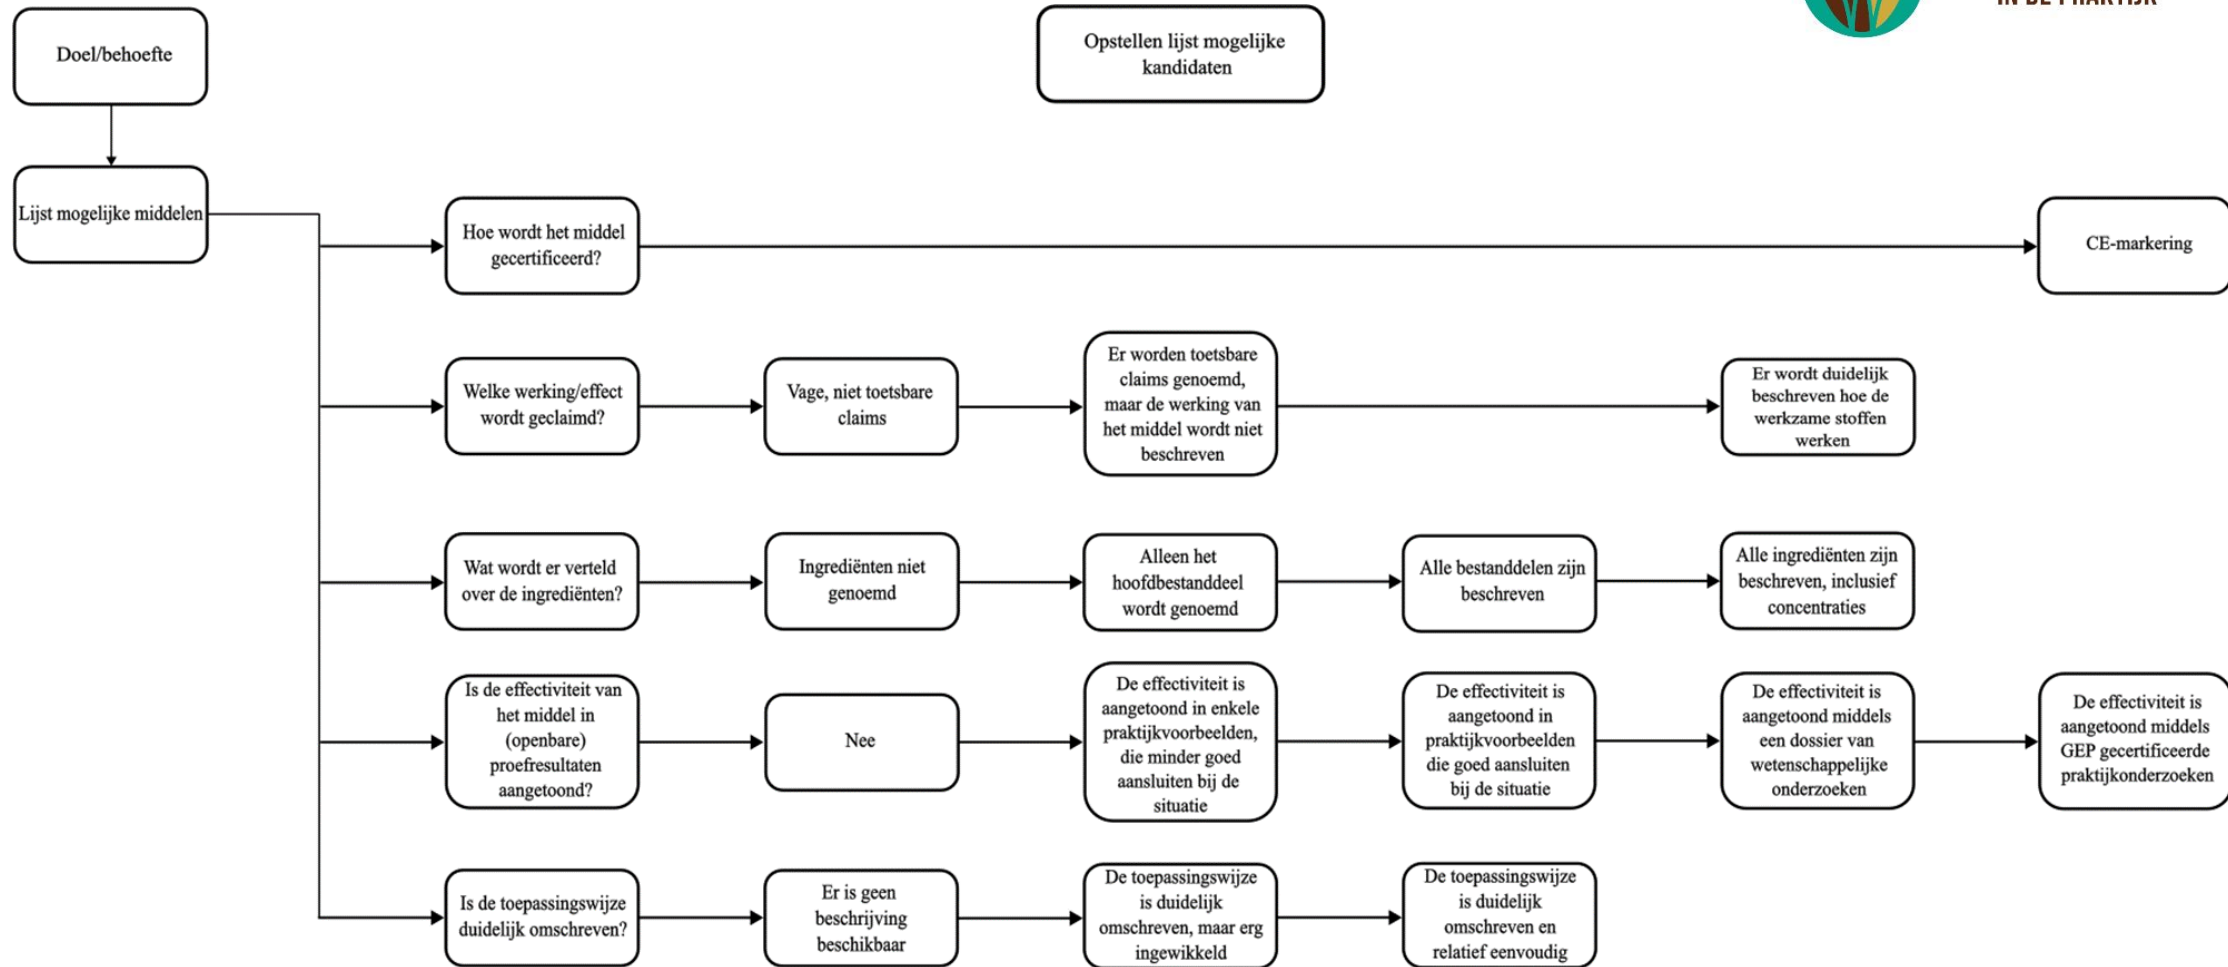 IN DE PRAKTIJK
Doel/behoefte
Opstellen lijst mogelijke
kandidaten
Lijst mogelijke middelen
Hoe wordt het middel
gecertificeerd?
CE-markering
Welke werking/effect
wordt geclaimd?
Vage, niet toetsbare
claims
Er worden toetsbare
claims genoemd,
maar de werking van
het middel wordt niet
beschreven
Er wordt duidelijk
beschreven hoe de
werkzame stoffen
werken
Wat wordt er verteld
over de ingrediënten?
Ingrediënten niet
genoemd
Alleen het
hoofdbestanddeel
wordt genoemd
Alle bestanddelen zijn
beschreven
Alle ingrediënten zijn
beschreven, inclusief
concentraties
Is de effectiviteit van
het middel in
(openbare)
proefresultaten
aangetoond?
Nee
De effectiviteit is
aangetoond in enkele
praktijkvoorbeelden,
die minder goed
aansluiten bij de
situatie
De effectiviteit is
aangetoond in
praktijkvoorbeelden
die goed aansluiten
bij de situatie
De effectiviteit is
aangetoond middels
een dossier van
wetenschappelijke
onderzoeken
De effectiviteit is
aangetoond middels
GEP gecertificeerde
praktijkonderzoeken
Is de toepassingswijze
duidelijk omschreven?
Er is geen
beschrijving
beschikbaar
De toepassingswijze
is duidelijk
omschreven, maar erg
ingewikkeld
De toepassingswijze
is duidelijk
omschreven en
relatief eenvoudig